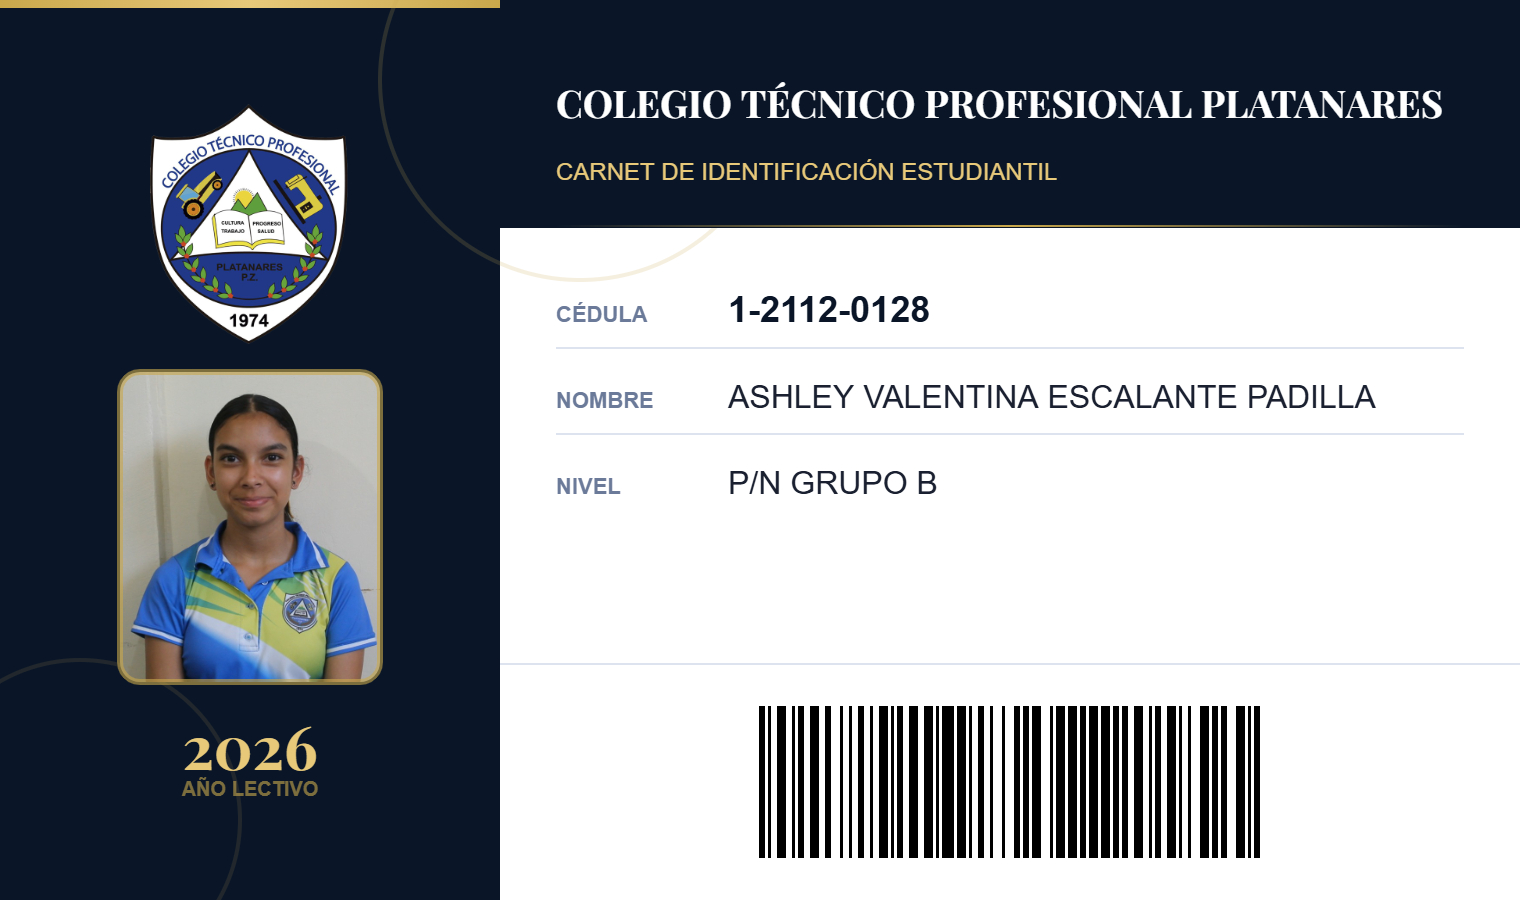 COLEGIO TÉCNICO PROFESIONAL PLATANARES
CARNET DE IDENTIFICACIÓN ESTUDIANTIL
COLEGIO TÉCNICO PROFESIONAL
CULTURA PROGRESO
TRABAJO SALUD
PLATANARES
P.Z.
1974
CÉDULA 1-2112-0128
NOMBRE ASHLEY VALENTINA ESCALANTE PADILLA
NIVEL P/N GRUPO B
2026
AÑO LECTIVO